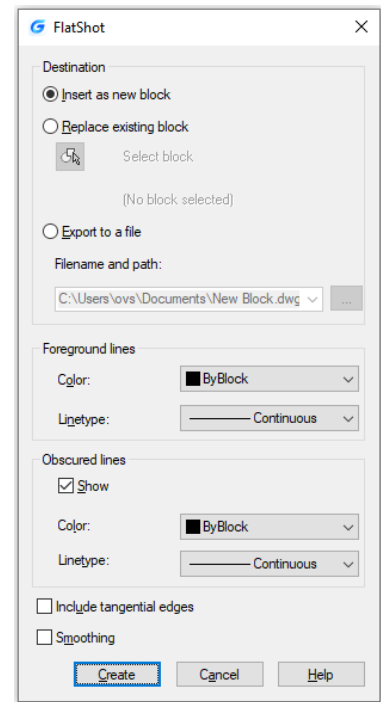 FlatShot
Destination
Insert as new block
Replace existing block
Select block
(No block selected)
Export to a file
Filename and path:
C:\Users\ovs\Documents\New Block.dwg
...
Foreground lines
Color:
ByBlock
Linetype:
Continuous
Obscured lines
Show
Color:
ByBlock
Linetype:
Continuous
Include tangential edges
Smoothing
Create Cancel Help